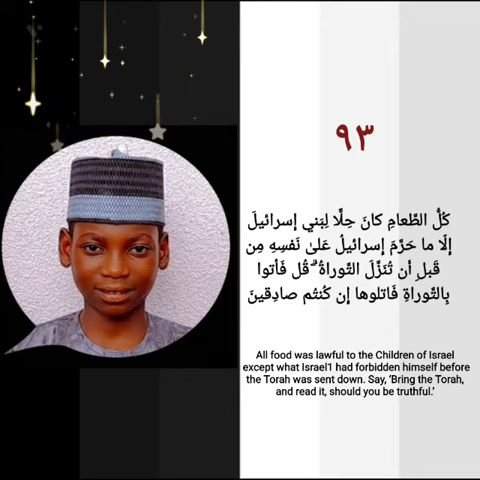 ٩٣
كُلُّ الطَّعامِ كانَ حِلًّا لِبَني إِسرائيلَ
إِلّا ما حَرَّمَ إِسرائيلُ عَلىٰ نَفسِهِ مِن
قَبلِ أَن تُنَزَّلَ التَّوراةُ ۗ قُل فَأتوا
بِالتَّوراةِ فَاتلوها إِن كُنتُم صادِقينَ
All food was lawful to the Children of Israel
except what Israel1 had forbidden himself before
the Torah was sent down. Say, ‘Bring the Torah,
and read it, should you be truthful.’